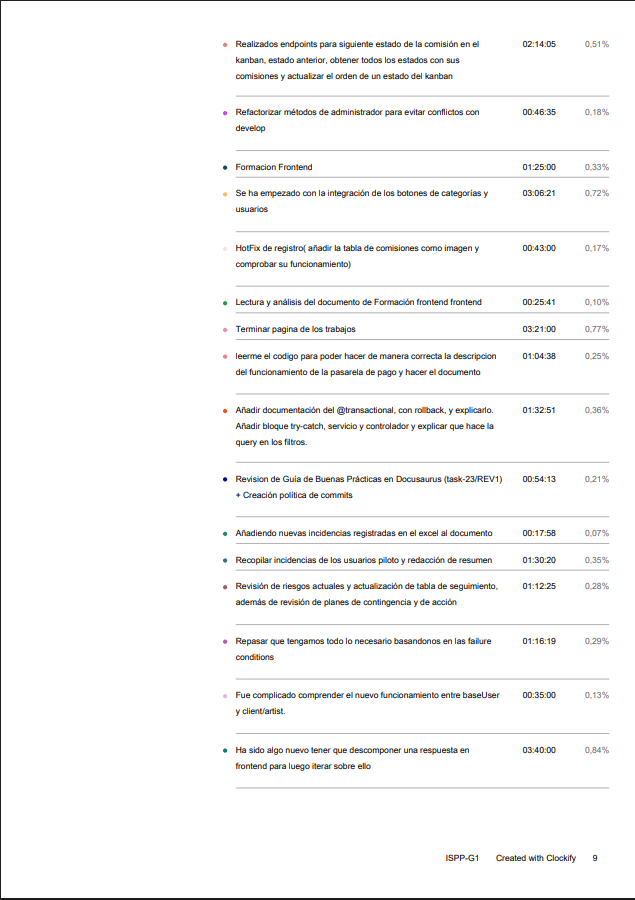 Realizados endpoints para siguiente estado de la comisión en el 02:14:05 0,51%
kanban, estado anterior, obtener todos los estados con sus
comisiones y actualizar el orden de un estado del kanban
Refactorizar métodos de administrador para evitar conflictos con 00:46:35 0,18%
develop
Formacion Frontend 01:25:00 0,33%
Se ha empezado con la integración de los botones de categorías y 03:06:21 0,72%
usuarios
HotFix de registro( añadir la tabla de comisiones como imagen y 00:43:00 0,17%
comprobar su funcionamiento)
Lectura y análisis del documento de Formación frontend frontend 00:25:41 0,10%
Terminar pagina de los trabajos 03:21:00 0,77%
leerme el codigo para poder hacer de manera correcta la descripcion 01:04:38 0,25%
del funcionamiento de la pasarela de pago y hacer el documento
Añadir documentación del @transactional, con rollback, y explicarlo. 01:32:51 0,36%
Añadir bloque try-catch, servicio y controlador y explicar que hace la
query en los filtros.
Revision de Guía de Buenas Prácticas en Docusaurus (task-23/REV1) 00:54:13 0,21%
+ Creación política de commits
Añadiendo nuevas incidencias registradas en el excel al documento 00:17:58 0,07%
Recopilar incidencias de los usuarios piloto y redacción de resumen 01:30:20 0,35%
Revisión de riesgos actuales y actualización de tabla de seguimiento, 01:12:25 0,28%
además de revisión de planes de contingencia y de acción
Repasar que tengamos todo lo necesario basandonos en las failure 01:16:19 0,29%
conditions
Fue complicado comprender el nuevo funcionamiento entre baseUser 00:35:00 0,13%
y client/artist.
Ha sido algo nuevo tener que descomponer una respuesta en 03:40:00 0,84%
frontend para luego iterar sobre ello
ISPP-G1 Created with Clockify 9